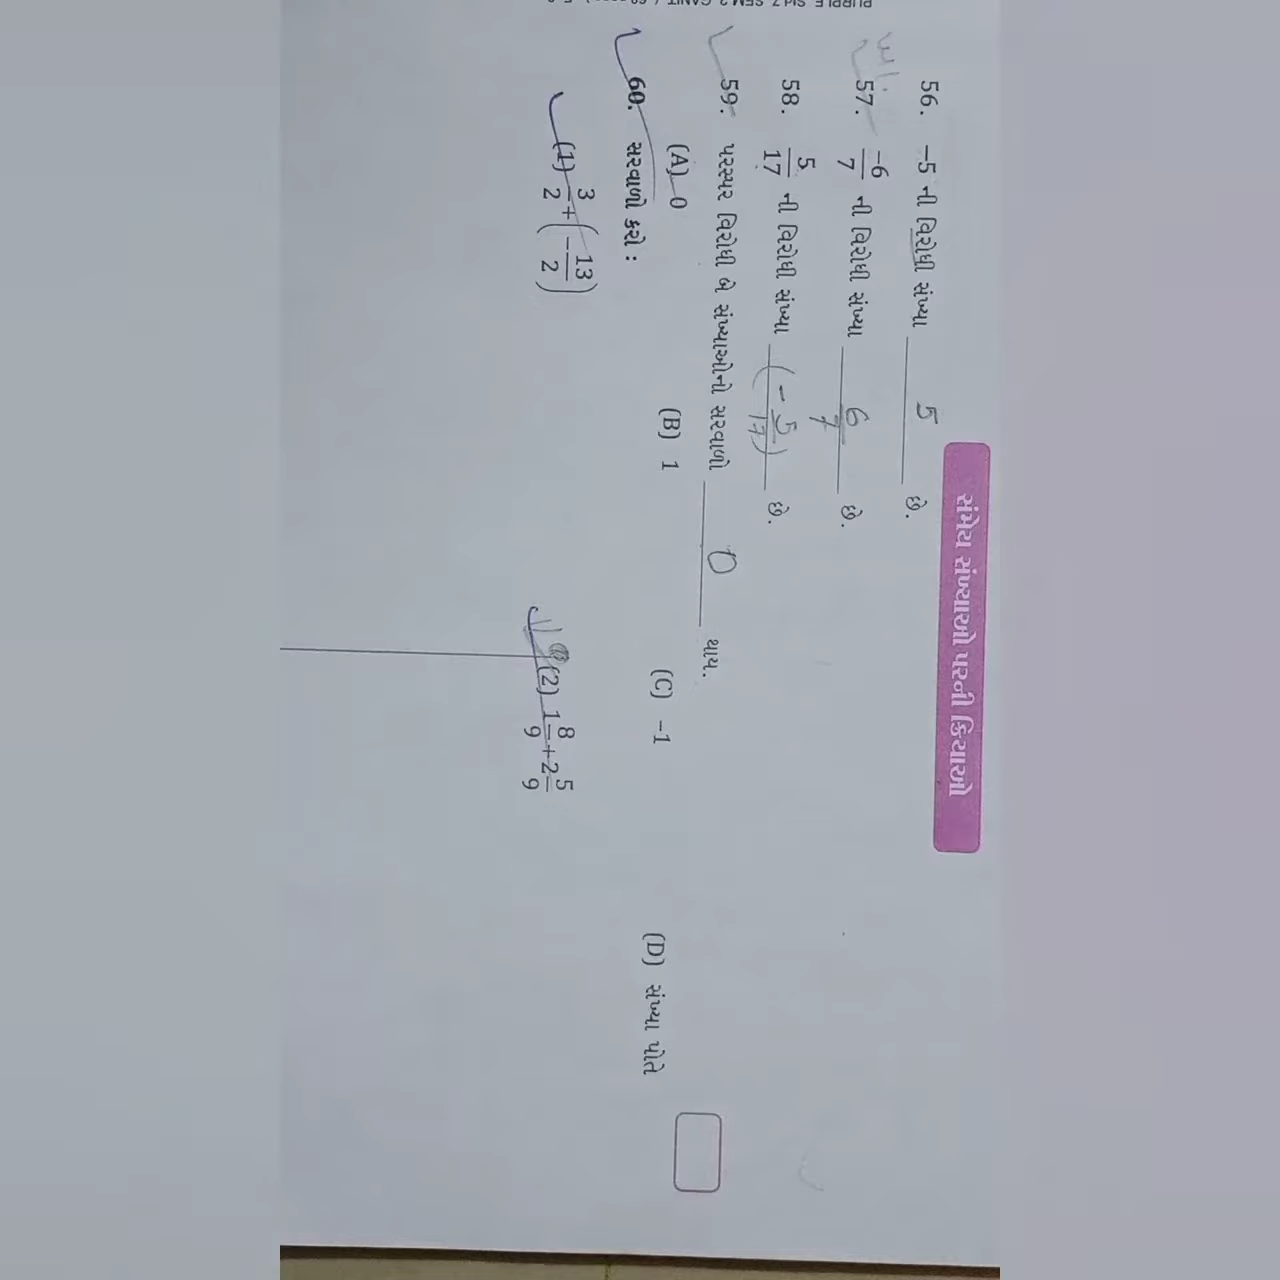 સંમેય સંખ્યાઓ પરની ક્રિયાઓ
56. -5 ની વિરોધી સંખ્યા 5 છે.
57. -6/7 ની વિરોધી સંખ્યા 6/7 છે.
58. 5/17 ની વિરોધી સંખ્યા (-5/17) છે.
59. પરસ્પર વિરોધી બે સંખ્યાઓનો સરવાળો 0 થાય.
(A) 0 (B) 1 (C) -1 (D) સંખ્યા પોતે
60. સરવાળો કરો :
(1) 3/2 + (-13/2) (2) 1 8/9 + 2 5/9